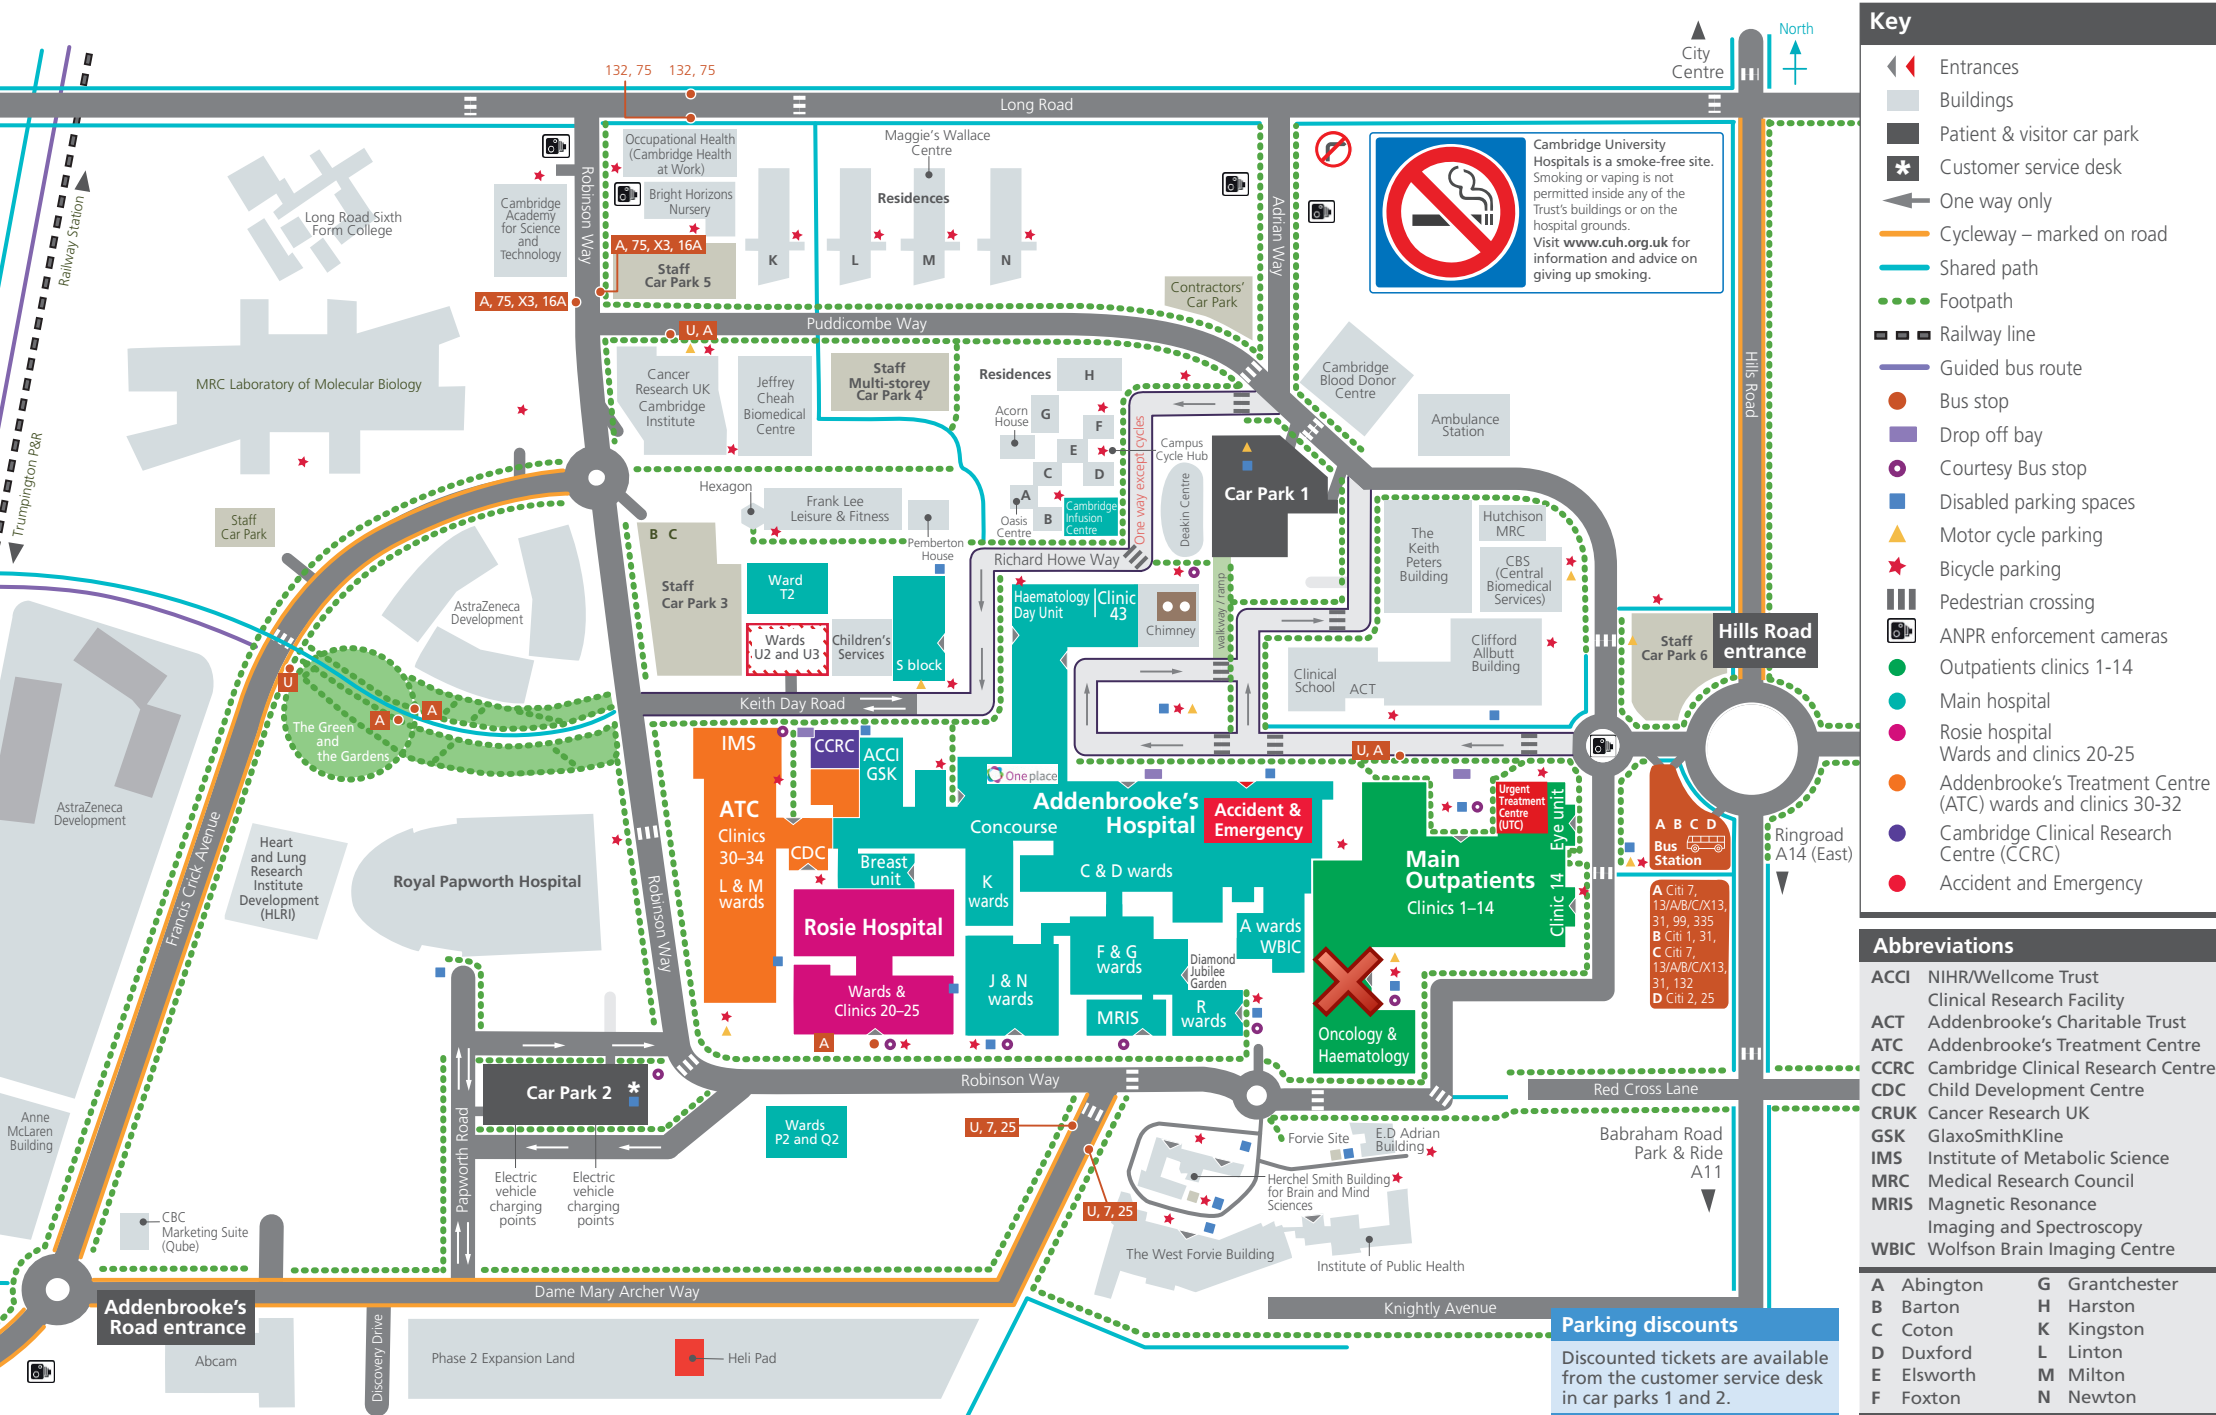 132, 75
132, 75
City
Centre
North
Long Road
Railway Station
Trumpington P&R
Long Road Sixth
Form College
Cambridge
Academy
for Science
and
Technology
Robinson Way
Occupational Health
(Cambridge Health
at Work)
Bright Horizons
Nursery
A, 75, X3, 16A
Staff
Car Park 5
A, 75, X3, 16A
Maggie's Wallace
Centre
Residences
K
L
M
N
Adrian Way
Contractors'
Car Park
Cambridge University
Hospitals is a smoke-free site.
Smoking or vaping is not
permitted inside any of the
Trust's buildings or on the
hospital grounds.
Visit www.cuh.org.uk for
information and advice on
giving up smoking.
Hills Road
Puddicombe Way
U, A
MRC Laboratory of Molecular Biology
Cancer
Research UK
Cambridge
Institute
Jeffrey
Cheah
Biomedical
Centre
Staff
Multi-storey
Car Park 4
Residences
H
Acorn
House
G
F
E
C
D
A
B
Oasis
Centre
Cambridge
Infusion
Centre
Campus
Cycle Hub
One way except cycles
Deakin Centre
Car Park 1
Cambridge
Blood Donor
Centre
Ambulance
Station
Staff
Car Park
Hexagon
Frank Lee
Leisure & Fitness
Pemberton
House
Richard Howe Way
B C
Staff
Car Park 3
Ward
T2
Wards
U2 and U3
Children's
Services
S block
Haematology
Day Unit
Clinic
43
Chimney
walkway / ramp
The
Keith
Peters
Building
Hutchison
MRC
CBS
(Central
Biomedical
Services)
Clifford
Allbutt
Building
Clinical
School
ACT
Staff
Car Park 6
Hills Road
entrance
AstraZeneca
Development
U
A
A
The Green
and
the Gardens
Keith Day Road
U, A
AstraZeneca
Development
Francis Crick Avenue
Heart
and Lung
Research
Institute
Development
(HLRI)
Royal Papworth Hospital
Robinson Way
IMS
ATC
Clinics
30–34
L & M
wards
CCRC
ACCI
GSK
CDC
Breast
unit
One place
Concourse
Addenbrooke's
Hospital
Accident &
Emergency
C & D wards
K
wards
Rosie Hospital
Wards &
Clinics 20–25
J & N
wards
F & G
wards
MRIS
A wards
WBIC
Diamond
Jubilee
Garden
R
wards
Urgent
Treatment
Centre
(UTC)
Eye unit
Main
Outpatients
Clinics 1–14
Clinic 14
Oncology &
Haematology
A B C D
Bus
Station
A Citi 7,
13/A/B/C/X13,
31, 99, 335
B Citi 1, 31,
C Citi 7,
13/A/B/C/X13,
31, 132
D Citi 2, 25
Ringroad
A14 (East)
A
Robinson Way
Red Cross Lane
Car Park 2
*
Papworth Road
Electric
vehicle
charging
points
Electric
vehicle
charging
points
Wards
P2 and Q2
U, 7, 25
U, 7, 25
Forvie Site
E.D Adrian
Building
Herchel Smith Building
for Brain and Mind
Sciences
The West Forvie Building
Institute of Public Health
Babraham Road
Park & Ride
A11
Anne
McLaren
Building
CBC
Marketing Suite
(Qube)
Dame Mary Archer Way
Knightly Avenue
Addenbrooke's
Road entrance
Abcam
Discovery Drive
Phase 2 Expansion Land
Heli Pad
Parking discounts
Discounted tickets are available
from the customer service desk
in car parks 1 and 2.
Key
Entrances
Buildings
Patient & visitor car park
* Customer service desk
One way only
Cycleway – marked on road
Shared path
Footpath
Railway line
Guided bus route
Bus stop
Drop off bay
Courtesy Bus stop
Disabled parking spaces
Motor cycle parking
Bicycle parking
Pedestrian crossing
ANPR enforcement cameras
Outpatients clinics 1-14
Main hospital
Rosie hospital
Wards and clinics 20-25
Addenbrooke's Treatment Centre
(ATC) wards and clinics 30-32
Cambridge Clinical Research
Centre (CCRC)
Accident and Emergency
Abbreviations
ACCI NIHR/Wellcome Trust
Clinical Research Facility
ACT Addenbrooke's Charitable Trust
ATC Addenbrooke's Treatment Centre
CCRC Cambridge Clinical Research Centre
CDC Child Development Centre
CRUK Cancer Research UK
GSK GlaxoSmithKline
IMS Institute of Metabolic Science
MRC Medical Research Council
MRIS Magnetic Resonance
Imaging and Spectroscopy
WBIC Wolfson Brain Imaging Centre
A Abington
B Barton
C Coton
D Duxford
E Elsworth
F Foxton
G Grantchester
H Harston
K Kingston
L Linton
M Milton
N Newton